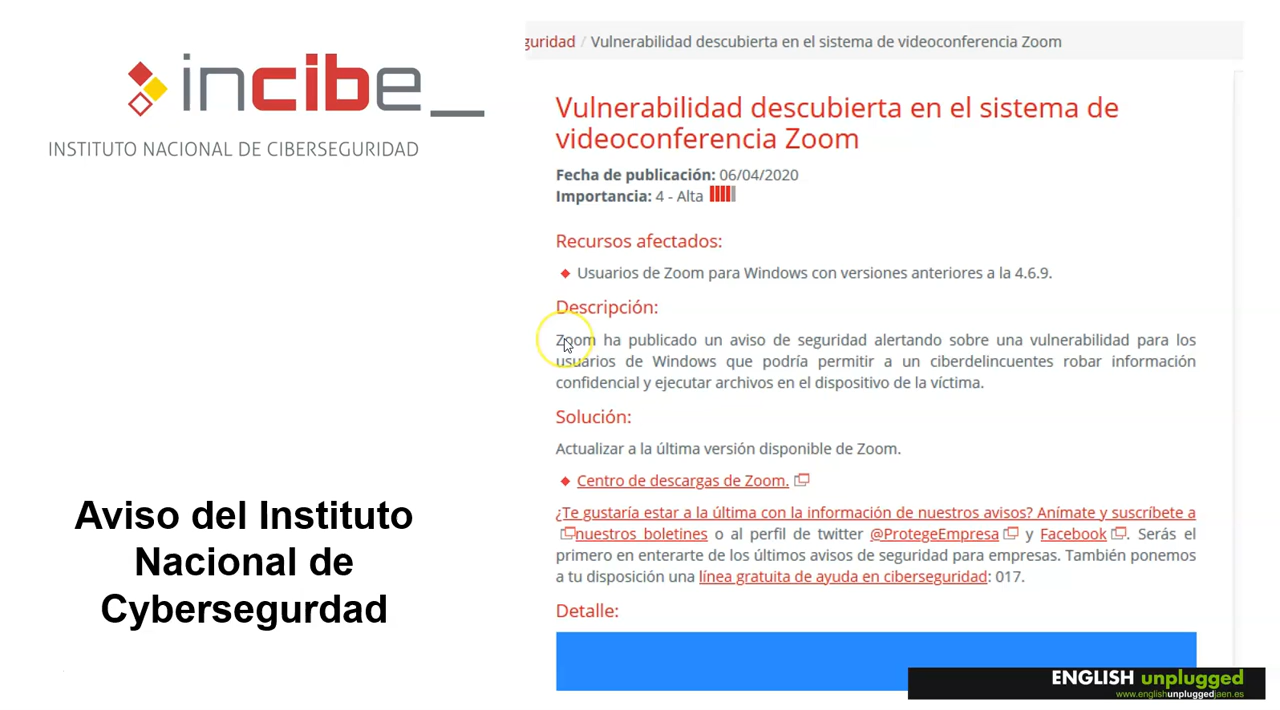 incibe_
INSTITUTO NACIONAL DE CIBERSEGURIDAD
Aviso del Instituto
Nacional de
Cybersegurdad
guridad / Vulnerabilidad descubierta en el sistema de videoconferencia Zoom
Vulnerabilidad descubierta en el sistema de
videoconferencia Zoom
Fecha de publicación: 06/04/2020
Importancia: 4 - Alta
Recursos afectados:
Usuarios de Zoom para Windows con versiones anteriores a la 4.6.9.
Descripción:
Zoom ha publicado un aviso de seguridad alertando sobre una vulnerabilidad para los
usuarios de Windows que podría permitir a un ciberdelincuentes robar información
confidencial y ejecutar archivos en el dispositivo de la víctima.
Solución:
Actualizar a la última versión disponible de Zoom.
Centro de descargas de Zoom.
¿Te gustaría estar a la última con la información de nuestros avisos? Anímate y suscríbete a
nuestros boletines o al perfil de twitter @ProtegeEmpresa y Facebook. Serás el
primero en enterarte de los últimos avisos de seguridad para empresas. También ponemos
a tu disposición una línea gratuita de ayuda en ciberseguridad: 017.
Detalle:
ENGLISH unplugged
www.englishunpluggedjaen.es